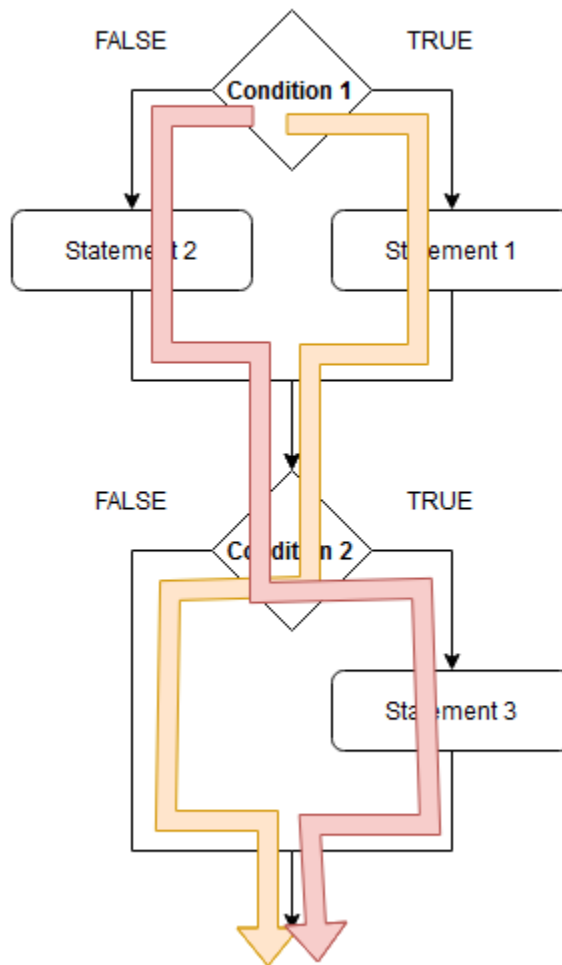 FALSE
TRUE
Condition 1
Statement 2
Statement 1
FALSE
TRUE
Condition 2
Statement 3